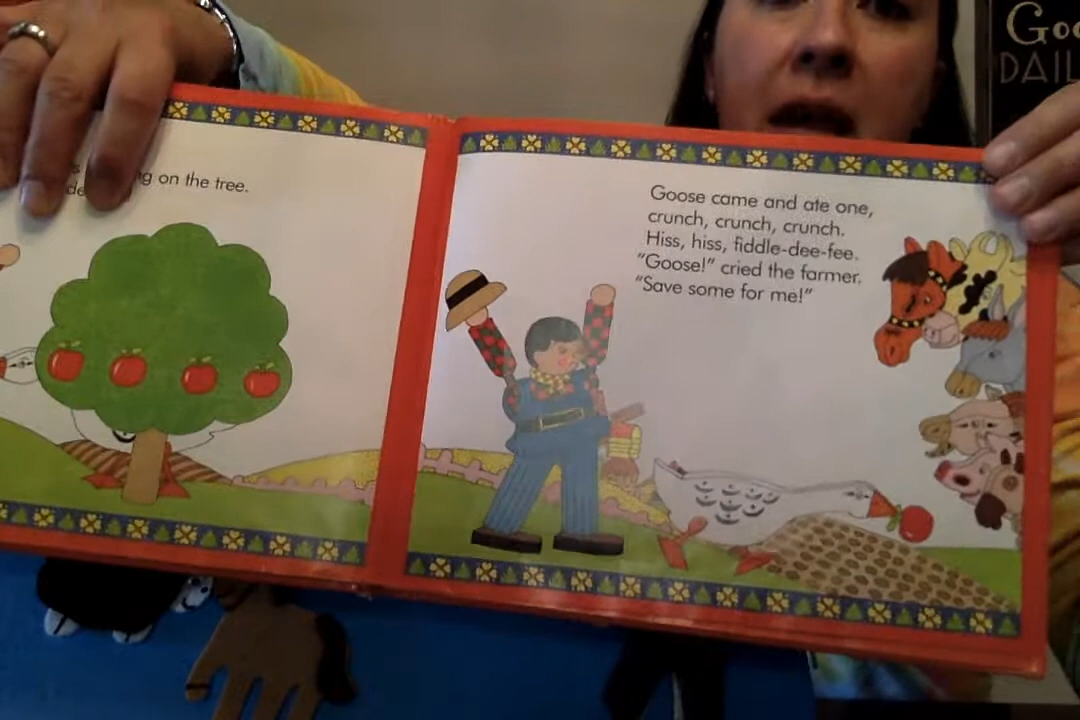 on the tree.
Goose came and ate one,
crunch, crunch, crunch.
Hiss, hiss, fiddle-dee-fee.
"Goose!" cried the farmer.
"Save some for me!"